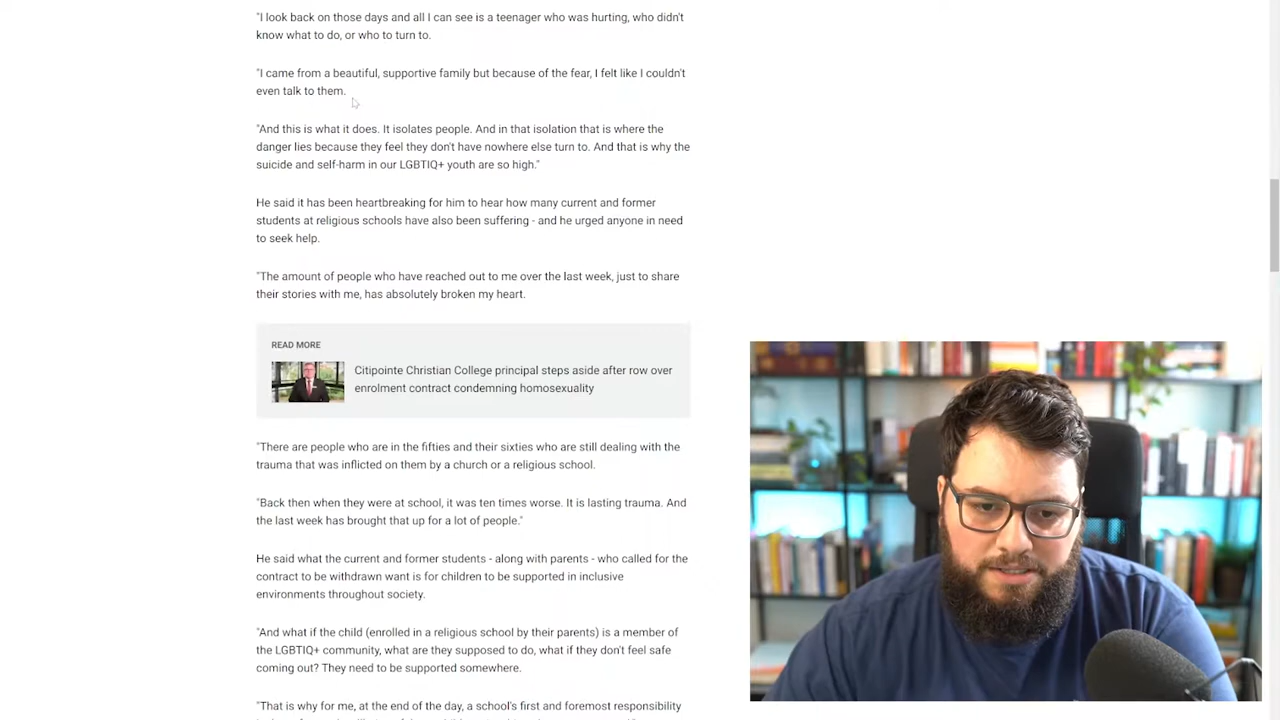 "I look back on those days and all I can see is a teenager who was hurting, who didn't
know what to do, or who to turn to.
"I came from a beautiful, supportive family but because of the fear, I felt like I couldn't
even talk to them.
"And this is what it does. It isolates people. And in that isolation that is where the
danger lies because they feel they don't have nowhere else turn to. And that is why the
suicide and self-harm in our LGBTIQ+ youth are so high."
He said it has been heartbreaking for him to hear how many current and former
students at religious schools have also been suffering - and he urged anyone in need
to seek help.
"The amount of people who have reached out to me over the last week, just to share
their stories with me, has absolutely broken my heart.
READ MORE
Citipointe Christian College principal steps aside after row over
enrolment contract condemning homosexuality
"There are people who are in the fifties and their sixties who are still dealing with the
trauma that was inflicted on them by a church or a religious school.
"Back then when they were at school, it was ten times worse. It is lasting trauma. And
the last week has brought that up for a lot of people."
He said what the current and former students - along with parents - who called for the
contract to be withdrawn want is for children to be supported in inclusive
environments throughout society.
"And what if the child (enrolled in a religious school by their parents) is a member of
the LGBTIQ+ community, what are they supposed to do, what if they don't feel safe
coming out? They need to be supported somewhere.
"That is why for me, at the end of the day, a school's first and foremost responsibility